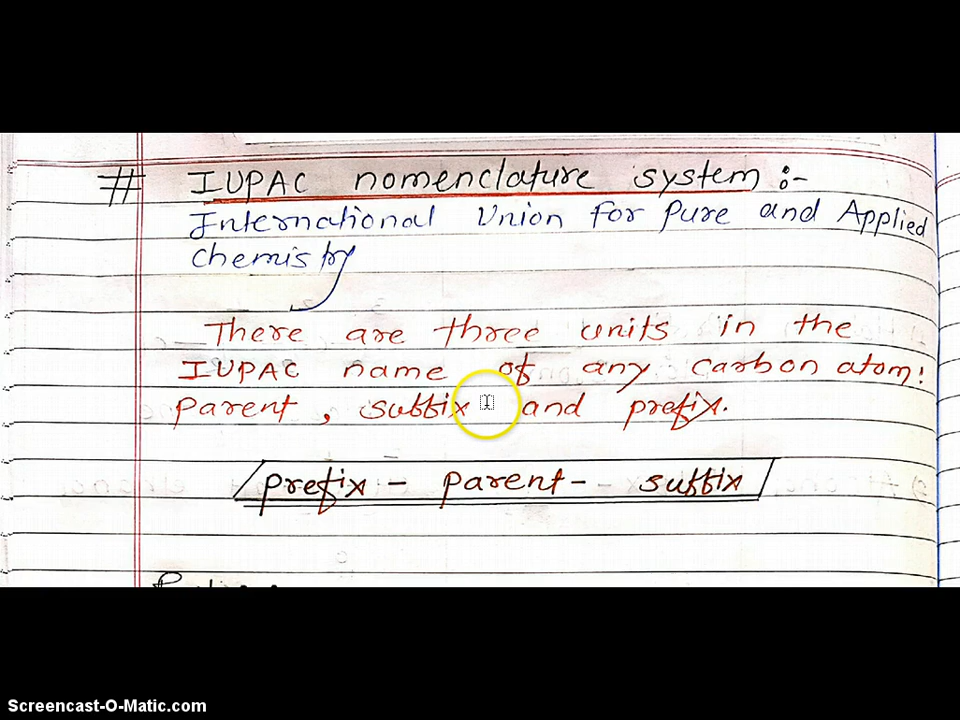 # IUPAC nomenclature system :-
International Union for Pure and Applied
Chemistry
There are three units in the
IUPAC name of any carbon atom:
Parent, suffix and prefix.
prefix - parent - suffix
Screencast-O-Matic.com